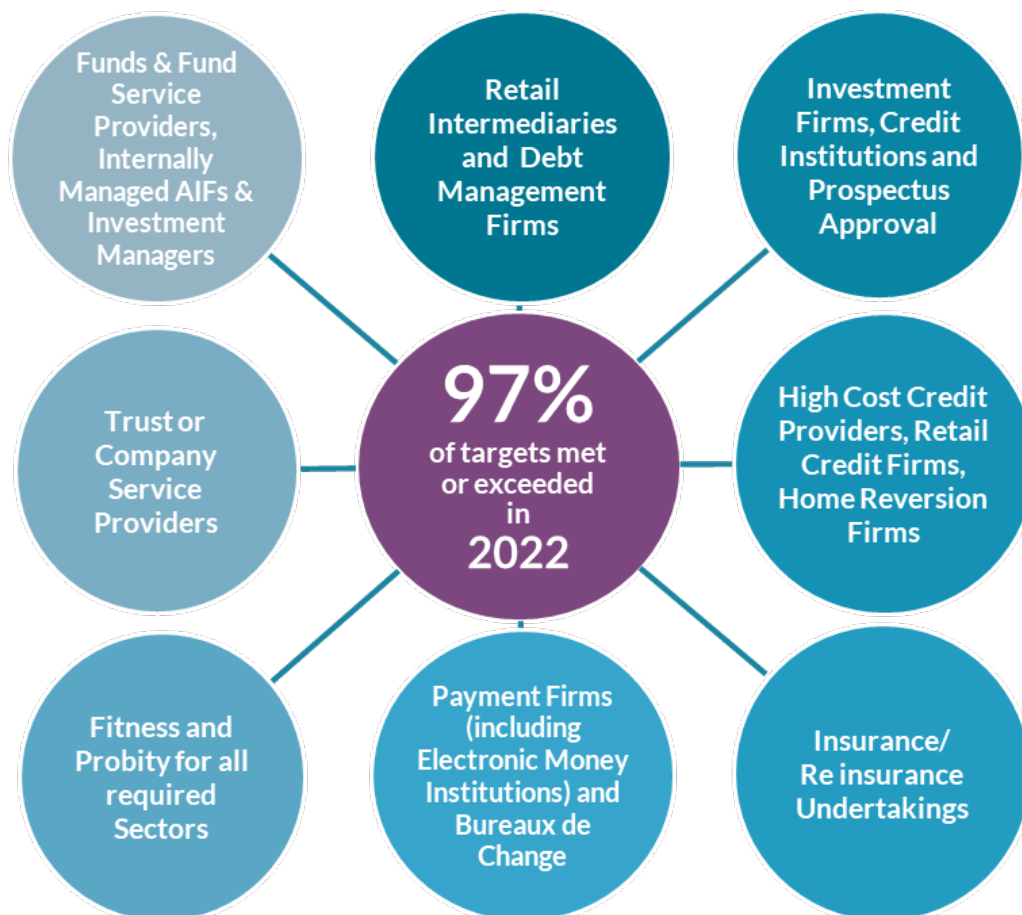 Funds & Fund
Service
Providers,
Internally
Managed AIFs &
Investment
Managers
Retail
Intermediaries
and Debt
Management
Firms
Investment
Firms, Credit
Institutions and
Prospectus
Approval
Trust or
Company
Service
Providers
97%
of targets met
or exceeded
in
2022
High Cost Credit
Providers, Retail
Credit Firms,
Home Reversion
Firms
Fitness and
Probity for all
required
Sectors
Payment Firms
(including
Electronic Money
Institutions) and
Bureaux de
Change
Insurance/
Re insurance
Undertakings